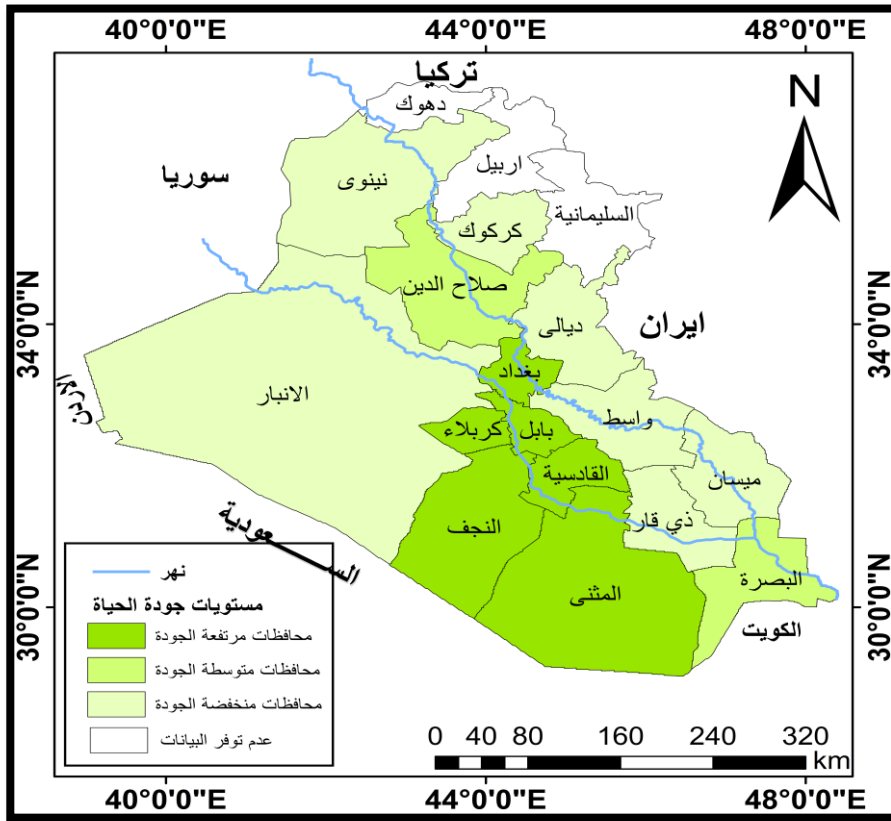 40°0'0"E 44°0'0"E 48°0'0"E
تركيا
N
دهوك
اربيل
سوريا
نينوى
السليمانية
كركوك
صلاح الدين
34°0'0"N
ديالى
ايران
34°0'0"N
بغداد
الانبار
الاردن
واسط
بابل
كربلاء
القادسية
ميسان
النجف
ذي قار
السـعودية
البصرة
المثنى
30°0'0"N
30°0'0"N
الكويت
نهر
مستويات جودة الحياة
محافظات مرتفعة الجودة
محافظات متوسطة الجودة
محافظات منخفضة الجودة
عدم توفر البيانات
0 40 80 160 240 320
km
40°0'0"E 44°0'0"E 48°0'0"E